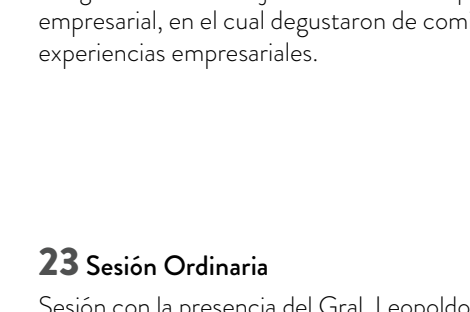 empresarial, en el cual degustaron de com
experiencias empresariales.
23 Sesión Ordinaria
Sesión con la presencia del Gral. Leopoldo